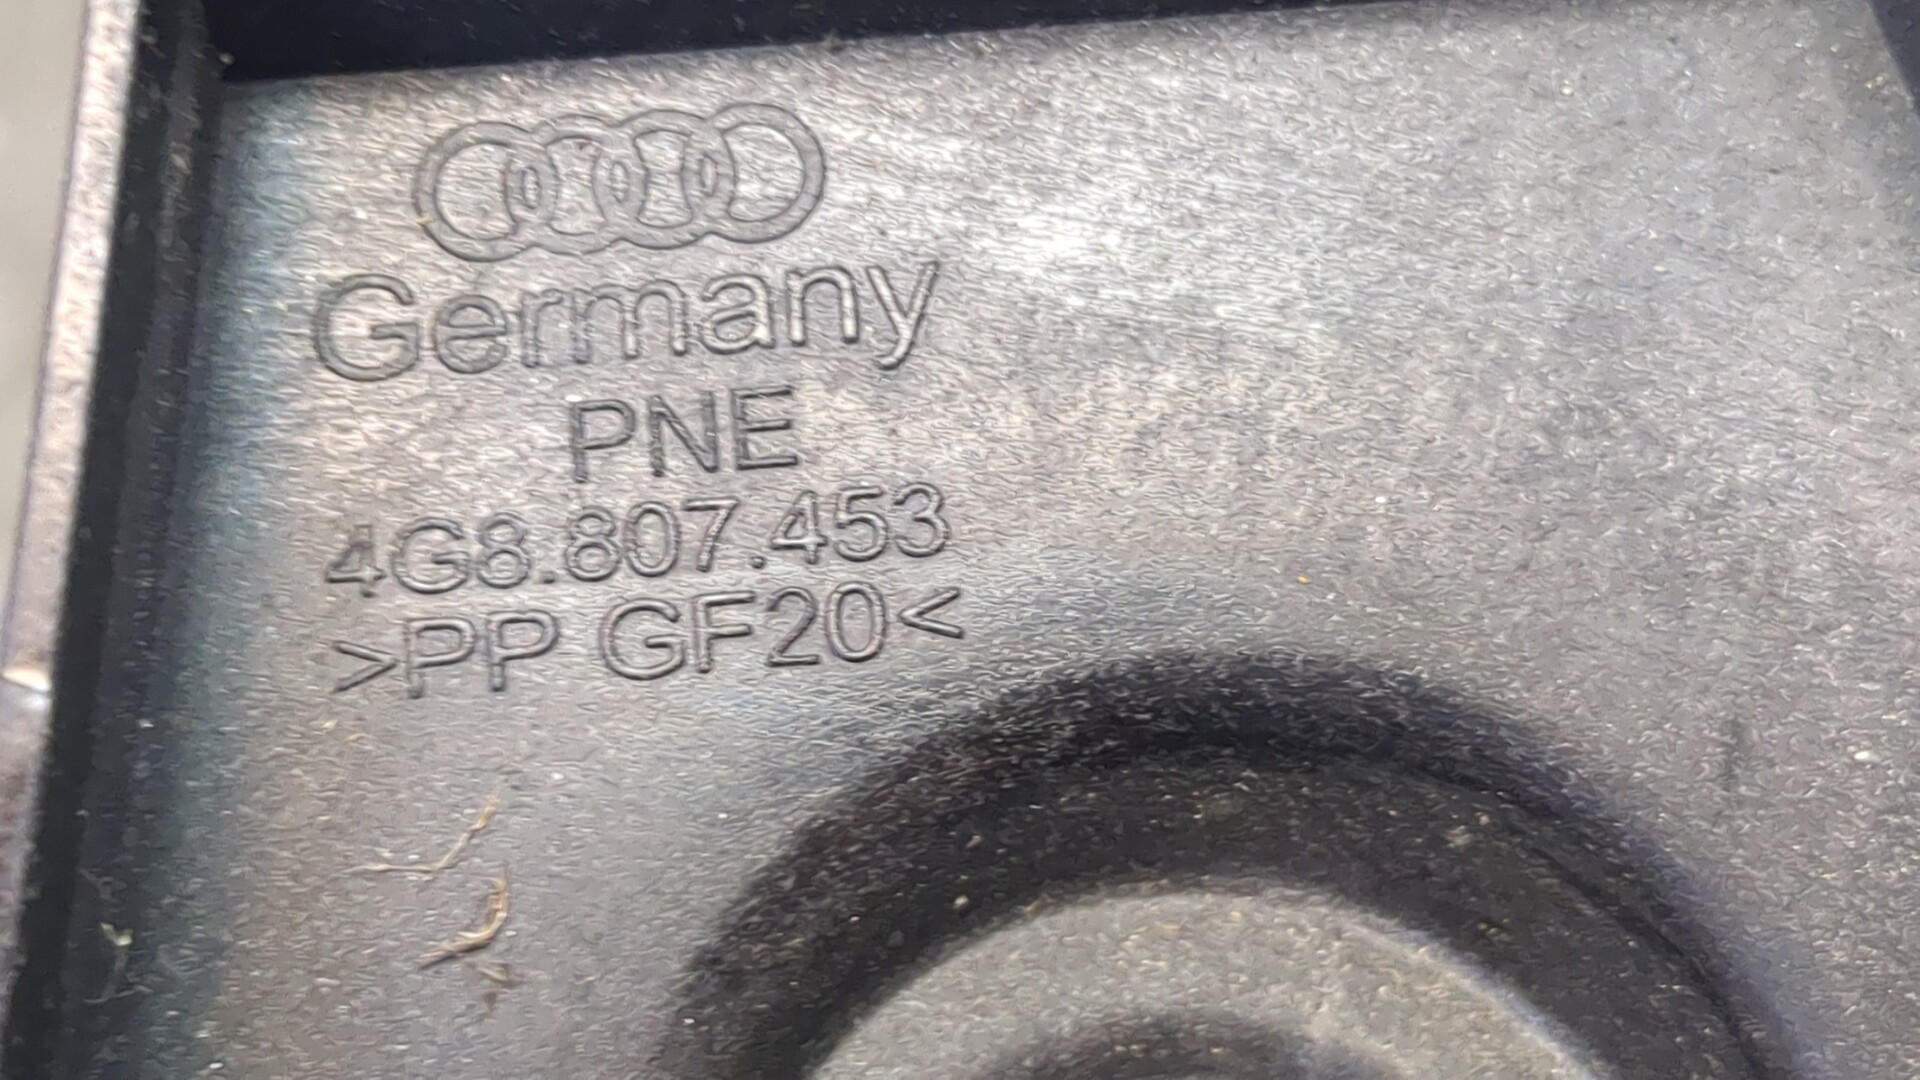 Germany
PNE
4G8.807.453
>PP GF20<